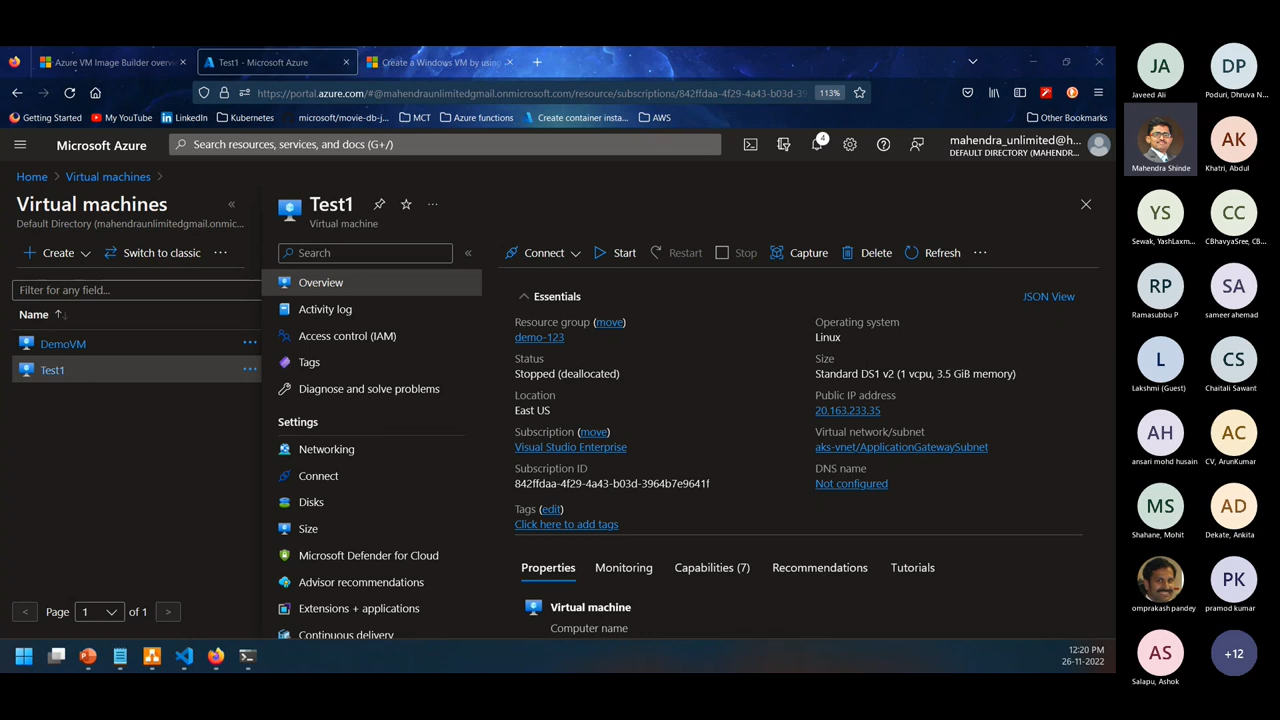 Azure VM Image Builder overv
Test1 - Microsoft Azure
Create a Windows VM by using
https://portal.azure.com/#@mahendraunlimitedgmail.onmicrosoft.com/resource/subscriptions/842ffdaa-4f29-4a43-b03d-39
113%
Getting Started
My YouTube
LinkedIn
Kubernetes
microsoft/movie-db-j...
MCT
Azure functions
Create container insta...
AWS
Other Bookmarks
Microsoft Azure
Search resources, services, and docs (G+/)
4
mahendra_unlimited@h...
DEFAULT DIRECTORY (MAHENDR...
Home > Virtual machines >
Virtual machines
Default Directory (mahendraunlimitedgmail.onmic...
Create
Switch to classic
Filter for any field...
Name
DemoVM
Test1
Page 1 of 1
Test1
Virtual machine
Search
Overview
Activity log
Access control (IAM)
Tags
Diagnose and solve problems
Settings
Networking
Connect
Disks
Size
Microsoft Defender for Cloud
Advisor recommendations
Extensions + applications
Continuous delivery
Connect
Start
Restart
Stop
Capture
Delete
Refresh
Essentials
JSON View
Resource group (move)
demo-123
Status
Stopped (deallocated)
Location
East US
Subscription (move)
Visual Studio Enterprise
Subscription ID
842ffdaa-4f29-4a43-b03d-3964b7e9641f
Tags (edit)
Click here to add tags
Operating system
Linux
Size
Standard DS1 v2 (1 vcpu, 3.5 GiB memory)
Public IP address
20.163.233.35
Virtual network/subnet
aks-vnet/ApplicationGatewaySubnet
DNS name
Not configured
Properties
Monitoring
Capabilities (7)
Recommendations
Tutorials
Virtual machine
Computer name
12:20 PM
26-11-2022
JA
Javeed Ali
DP
Poduri, Dhruva N...
Mahendra Shinde
AK
Khatri, Abdul
YS
Sewak, YashLaxm...
CC
CBhavyaSree, CB...
RP
Ramasubbu P
SA
sameer ahemad
L
Lakshmi (Guest)
CS
Chaitali Sawant
AH
ansari mohd husain
AC
CV, ArunKumar
MS
Shahane, Mohit
AD
Dekate, Ankita
omprakash pandey
PK
pramod kumar
AS
Salapu, Ashok
+12